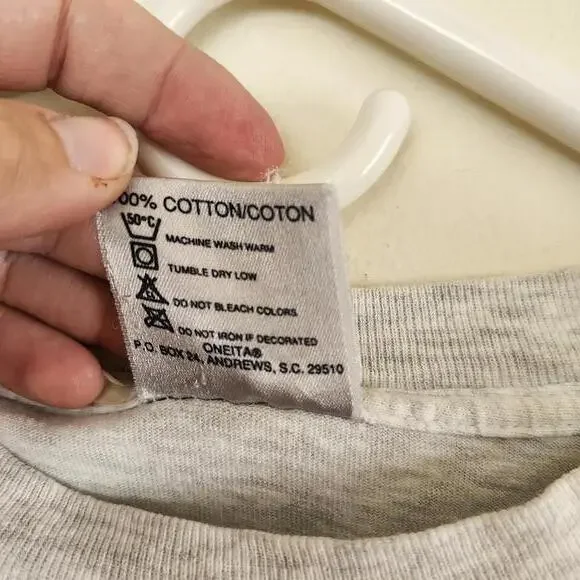 100% COTTON/COTON
50°C
MACHINE WASH WARM
TUMBLE DRY LOW
DO NOT BLEACH COLORS
DO NOT IRON IF DECORATED
ONEITA®
P.O. BOX 24, ANDREWS, S.C. 29510